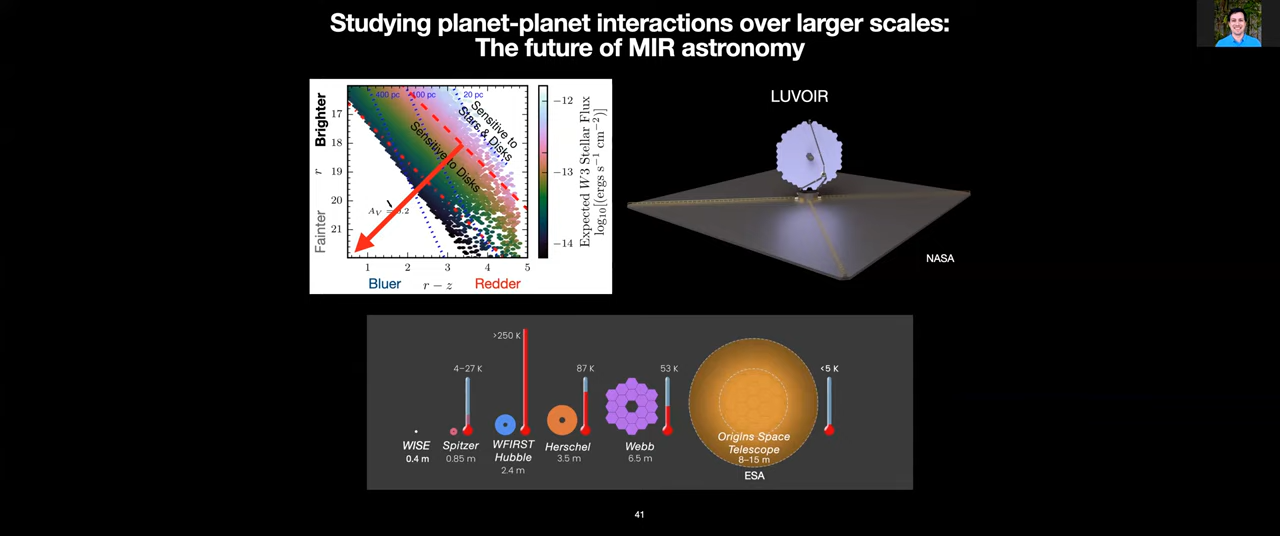 Studying planet-planet interactions over larger scales:
The future of MIR astronomy
400 pc
100 pc
20 pc
Sensitive to
Stars & Disks
Sensitive to Disks
Brighter
r
Fainter
17
18
19
20
21
1
2
3
4
5
Bluer
r − z
Redder
−12
−13
−14
Expected W3 Stellar Flux
log₁₀[(ergs s⁻¹ cm⁻²)]
LUVOIR
NASA
>250 K
4–27 K
87 K
53 K
<5 K
WISE
0.4 m
Spitzer
0.85 m
WFIRST
Hubble
2.4 m
Herschel
3.5 m
Webb
6.5 m
Origins Space
Telescope
8–15 m
ESA
41